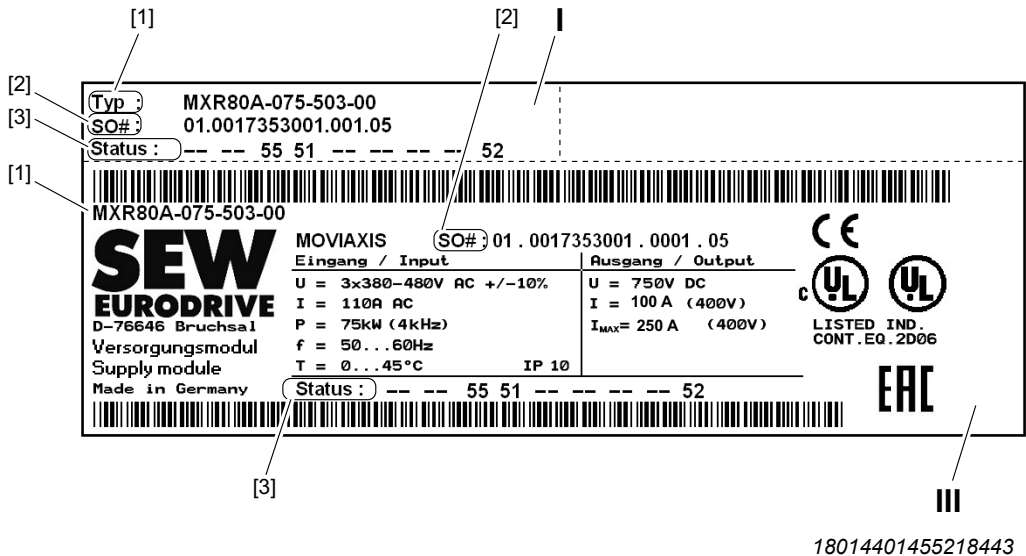 [1] [2] I
[2] Typ : MXR80A-075-503-00
[3] SO# : 01.0017353001.001.05
Status : -- -- 55 51 -- -- -- -- 52
[1] [2]
MXR80A-075-503-00
SEW
EURODRIVE
D-76646 Bruchsal
Versorgungsmodul
Supply module
Made in Germany
MOVIAXIS SO# : 01 . 0017353001 . 0001 . 05
Eingang / Input
U = 3x380-480V AC +/-10%
I = 110A AC
P = 75kW (4kHz)
f = 50...60Hz
T = 0...45°C IP 10
Ausgang / Output
U = 750V DC
I = 100 A (400V)
IMAX= 250 A (400V)
Status : -- -- 55 51 -- -- -- -- 52
CE
C UL UL
LISTED IND.
CONT.EQ.2D06
EAC
[3]
III
18014401455218443